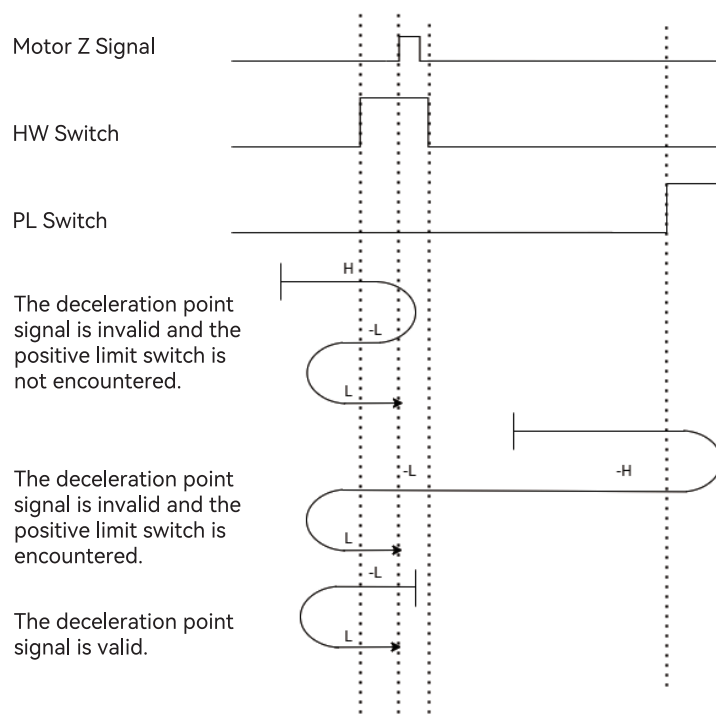 Motor Z Signal
HW Switch
PL Switch
H
The deceleration point
signal is invalid and the
positive limit switch is
not encountered.
-L
L
The deceleration point
signal is invalid and the
positive limit switch is
encountered.
-L
-H
L
-L
The deceleration point
signal is valid.
L